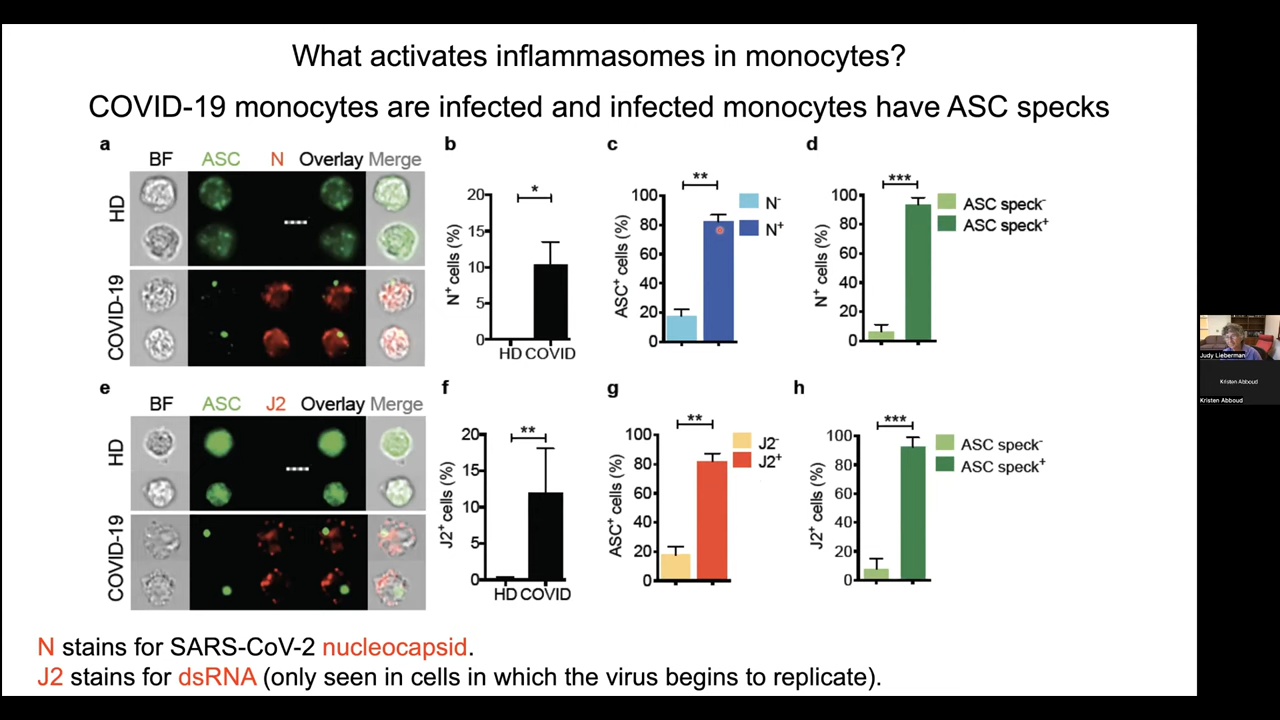 What activates inflammasomes in monocytes?
COVID-19 monocytes are infected and infected monocytes have ASC specks
a
BF ASC N Overlay Merge
HD
COVID-19
b
N+ cells (%)
20
15
10
5
0
*
HD COVID
c
ASC+ cells (%)
100
80
60
40
20
0
**
N-
N+
d
N+ cells (%)
100
80
60
40
20
0
***
ASC speck-
ASC speck+
e
BF ASC J2 Overlay Merge
HD
COVID-19
f
J2+ cells (%)
20
15
10
5
0
**
HD COVID
g
ASC+ cells (%)
100
80
60
40
20
0
**
J2-
J2+
h
J2+ cells (%)
100
80
60
40
20
0
***
ASC speck-
ASC speck+
N stains for SARS-CoV-2 nucleocapsid.
J2 stains for dsRNA (only seen in cells in which the virus begins to replicate).
Judy Lieberman
Kristen Abboud
Kristen Abboud